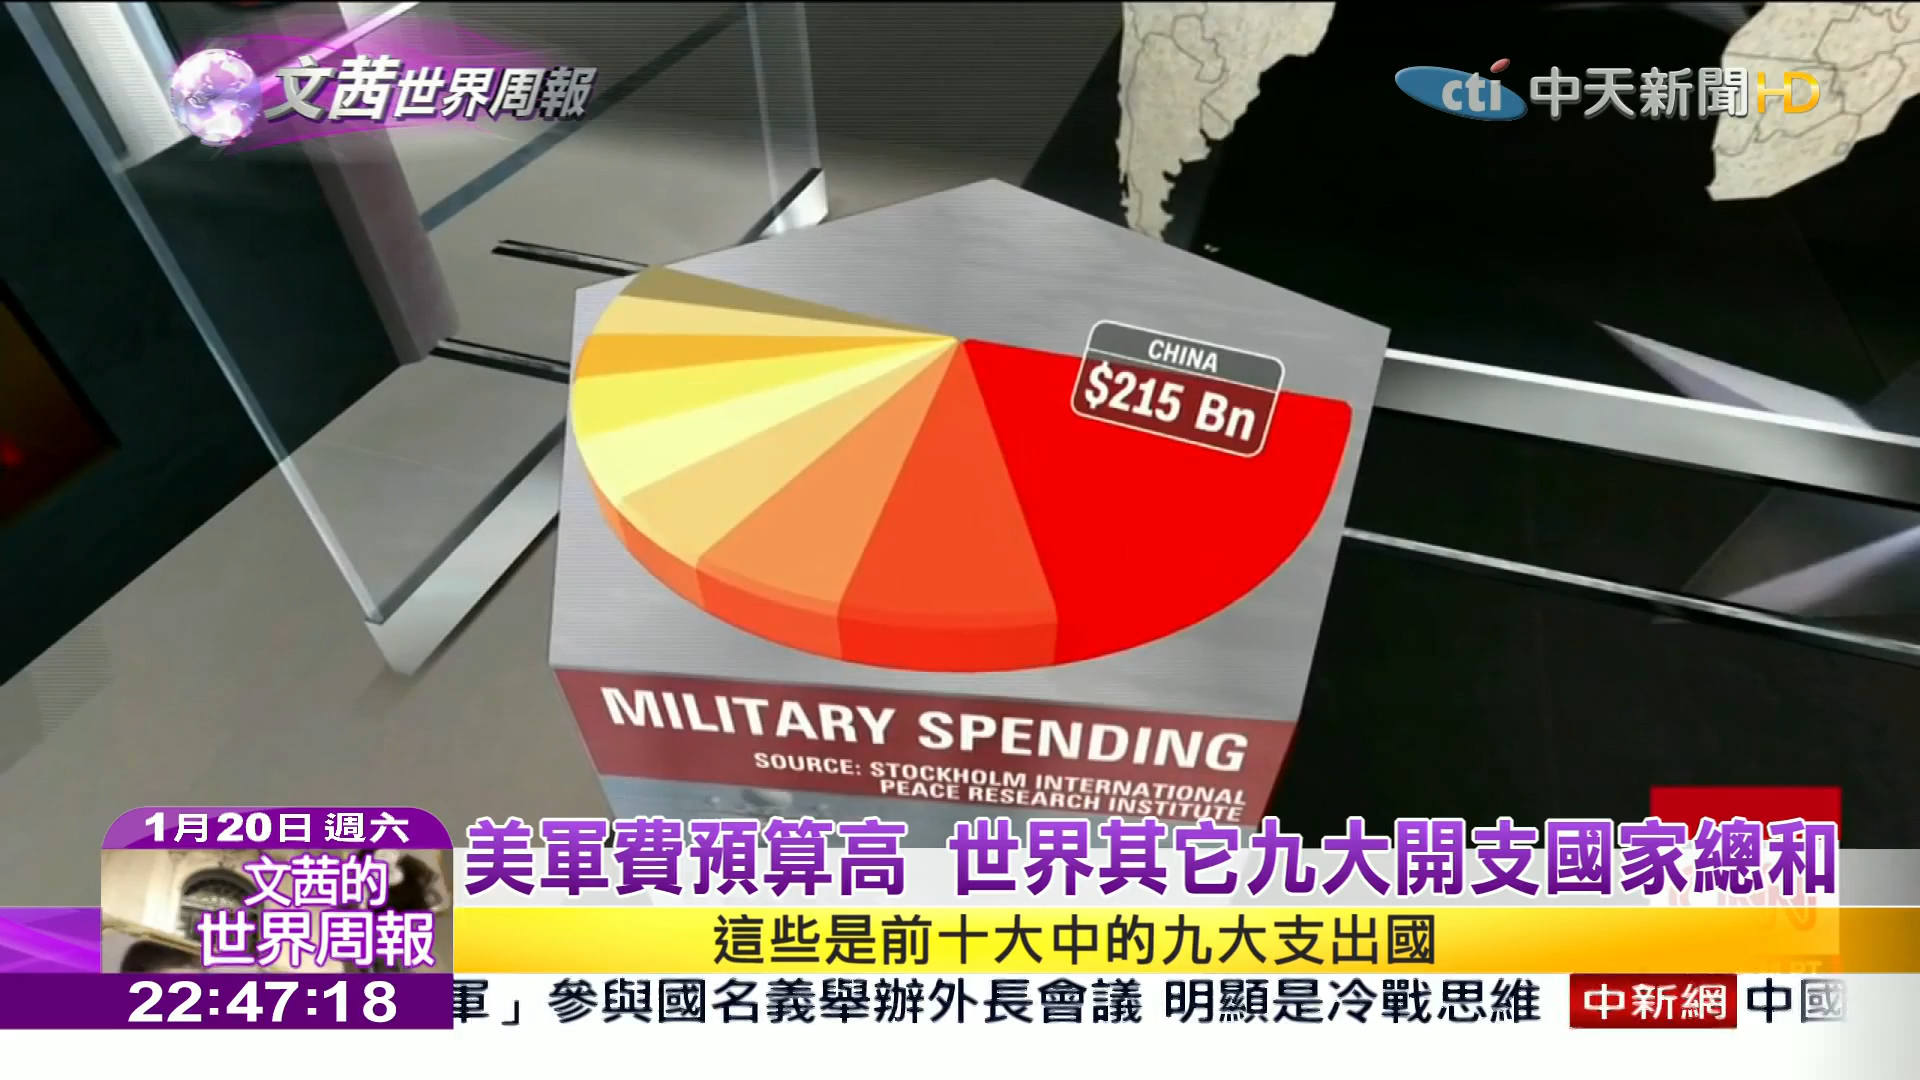 文茜世界周報
cti 中天新聞HD
CHINA
$215 Bn
MILITARY SPENDING
SOURCE: STOCKHOLM INTERNATIONAL
PEACE RESEARCH INSTITUTE
1月20日 週六
文茜的
世界周報
美軍費預算高 世界其它九大開支國家總和
這些是前十大中的九大支出國
22:47:18
軍」參與國名義舉辦外長會議 明顯是冷戰思維 中新網 中國